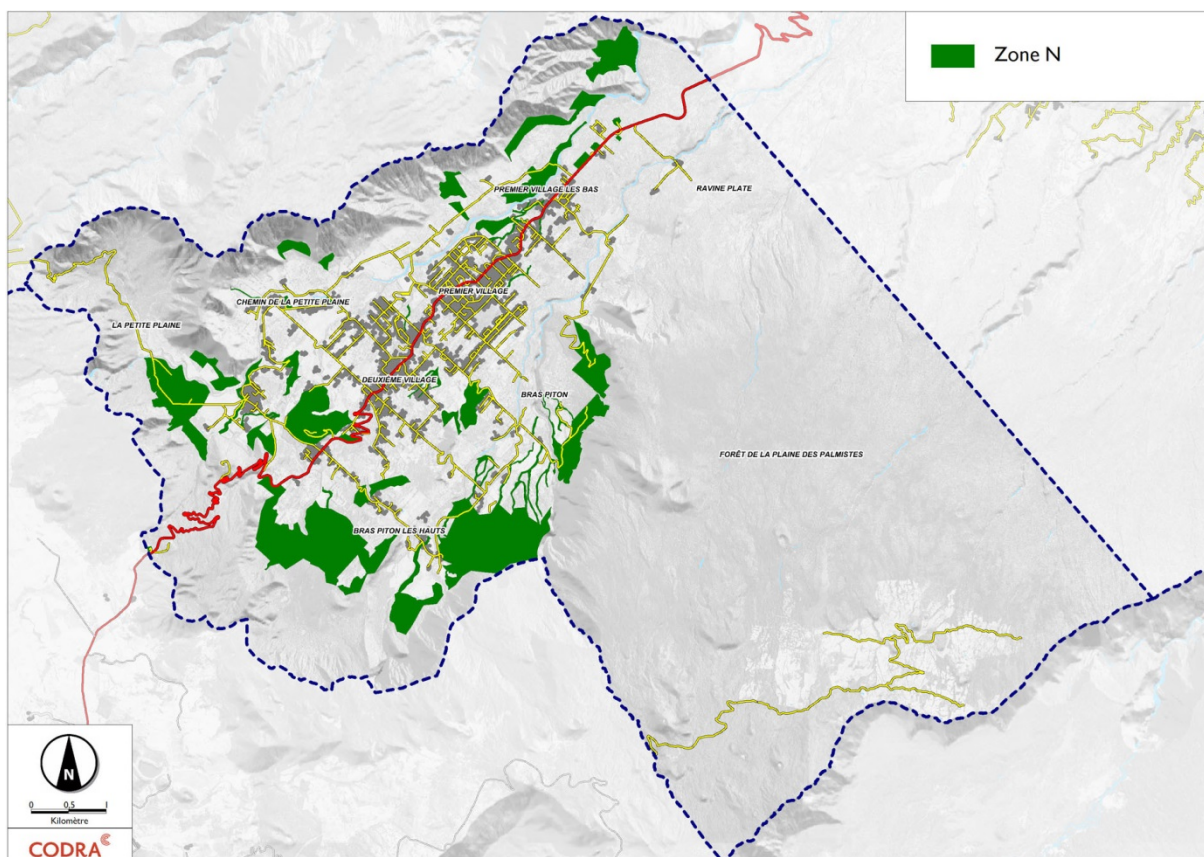 Zone N
PREMIER VILLAGE LES BAS
RAVINE PLATE
CHEMIN DE LA PETITE PLAINE
PREMIER VILLAGE
LA PETITE PLAINE
DEUXIÈME VILLAGE
BRAS PITON
FORÊT DE LA PLAINE DES PALMISTES
BRAS PITON LES HAUTS
N
0 0,5 1
Kilomètre
CODRA